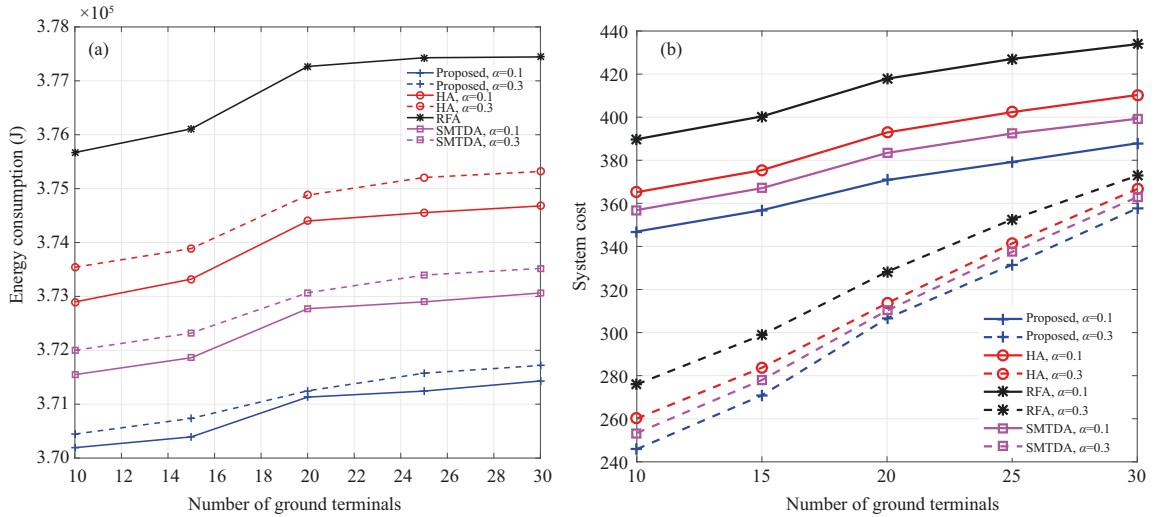 ×10⁵
(a)
3.78
3.77
3.76
3.75
3.74
3.73
3.72
3.71
3.70
Energy consumption (J)
10 12 14 16 18 20 22 24 26 28 30
Number of ground terminals
Proposed, α=0.1
Proposed, α=0.3
HA, α=0.1
HA, α=0.3
RFA
SMTDA, α=0.1
SMTDA, α=0.3
(b)
440
420
400
380
360
340
320
300
280
260
240
System cost
10 15 20 25 30
Number of ground terminals
Proposed, α=0.1
Proposed, α=0.3
HA, α=0.1
HA, α=0.3
RFA, α=0.1
RFA, α=0.3
SMTDA, α=0.1
SMTDA, α=0.3